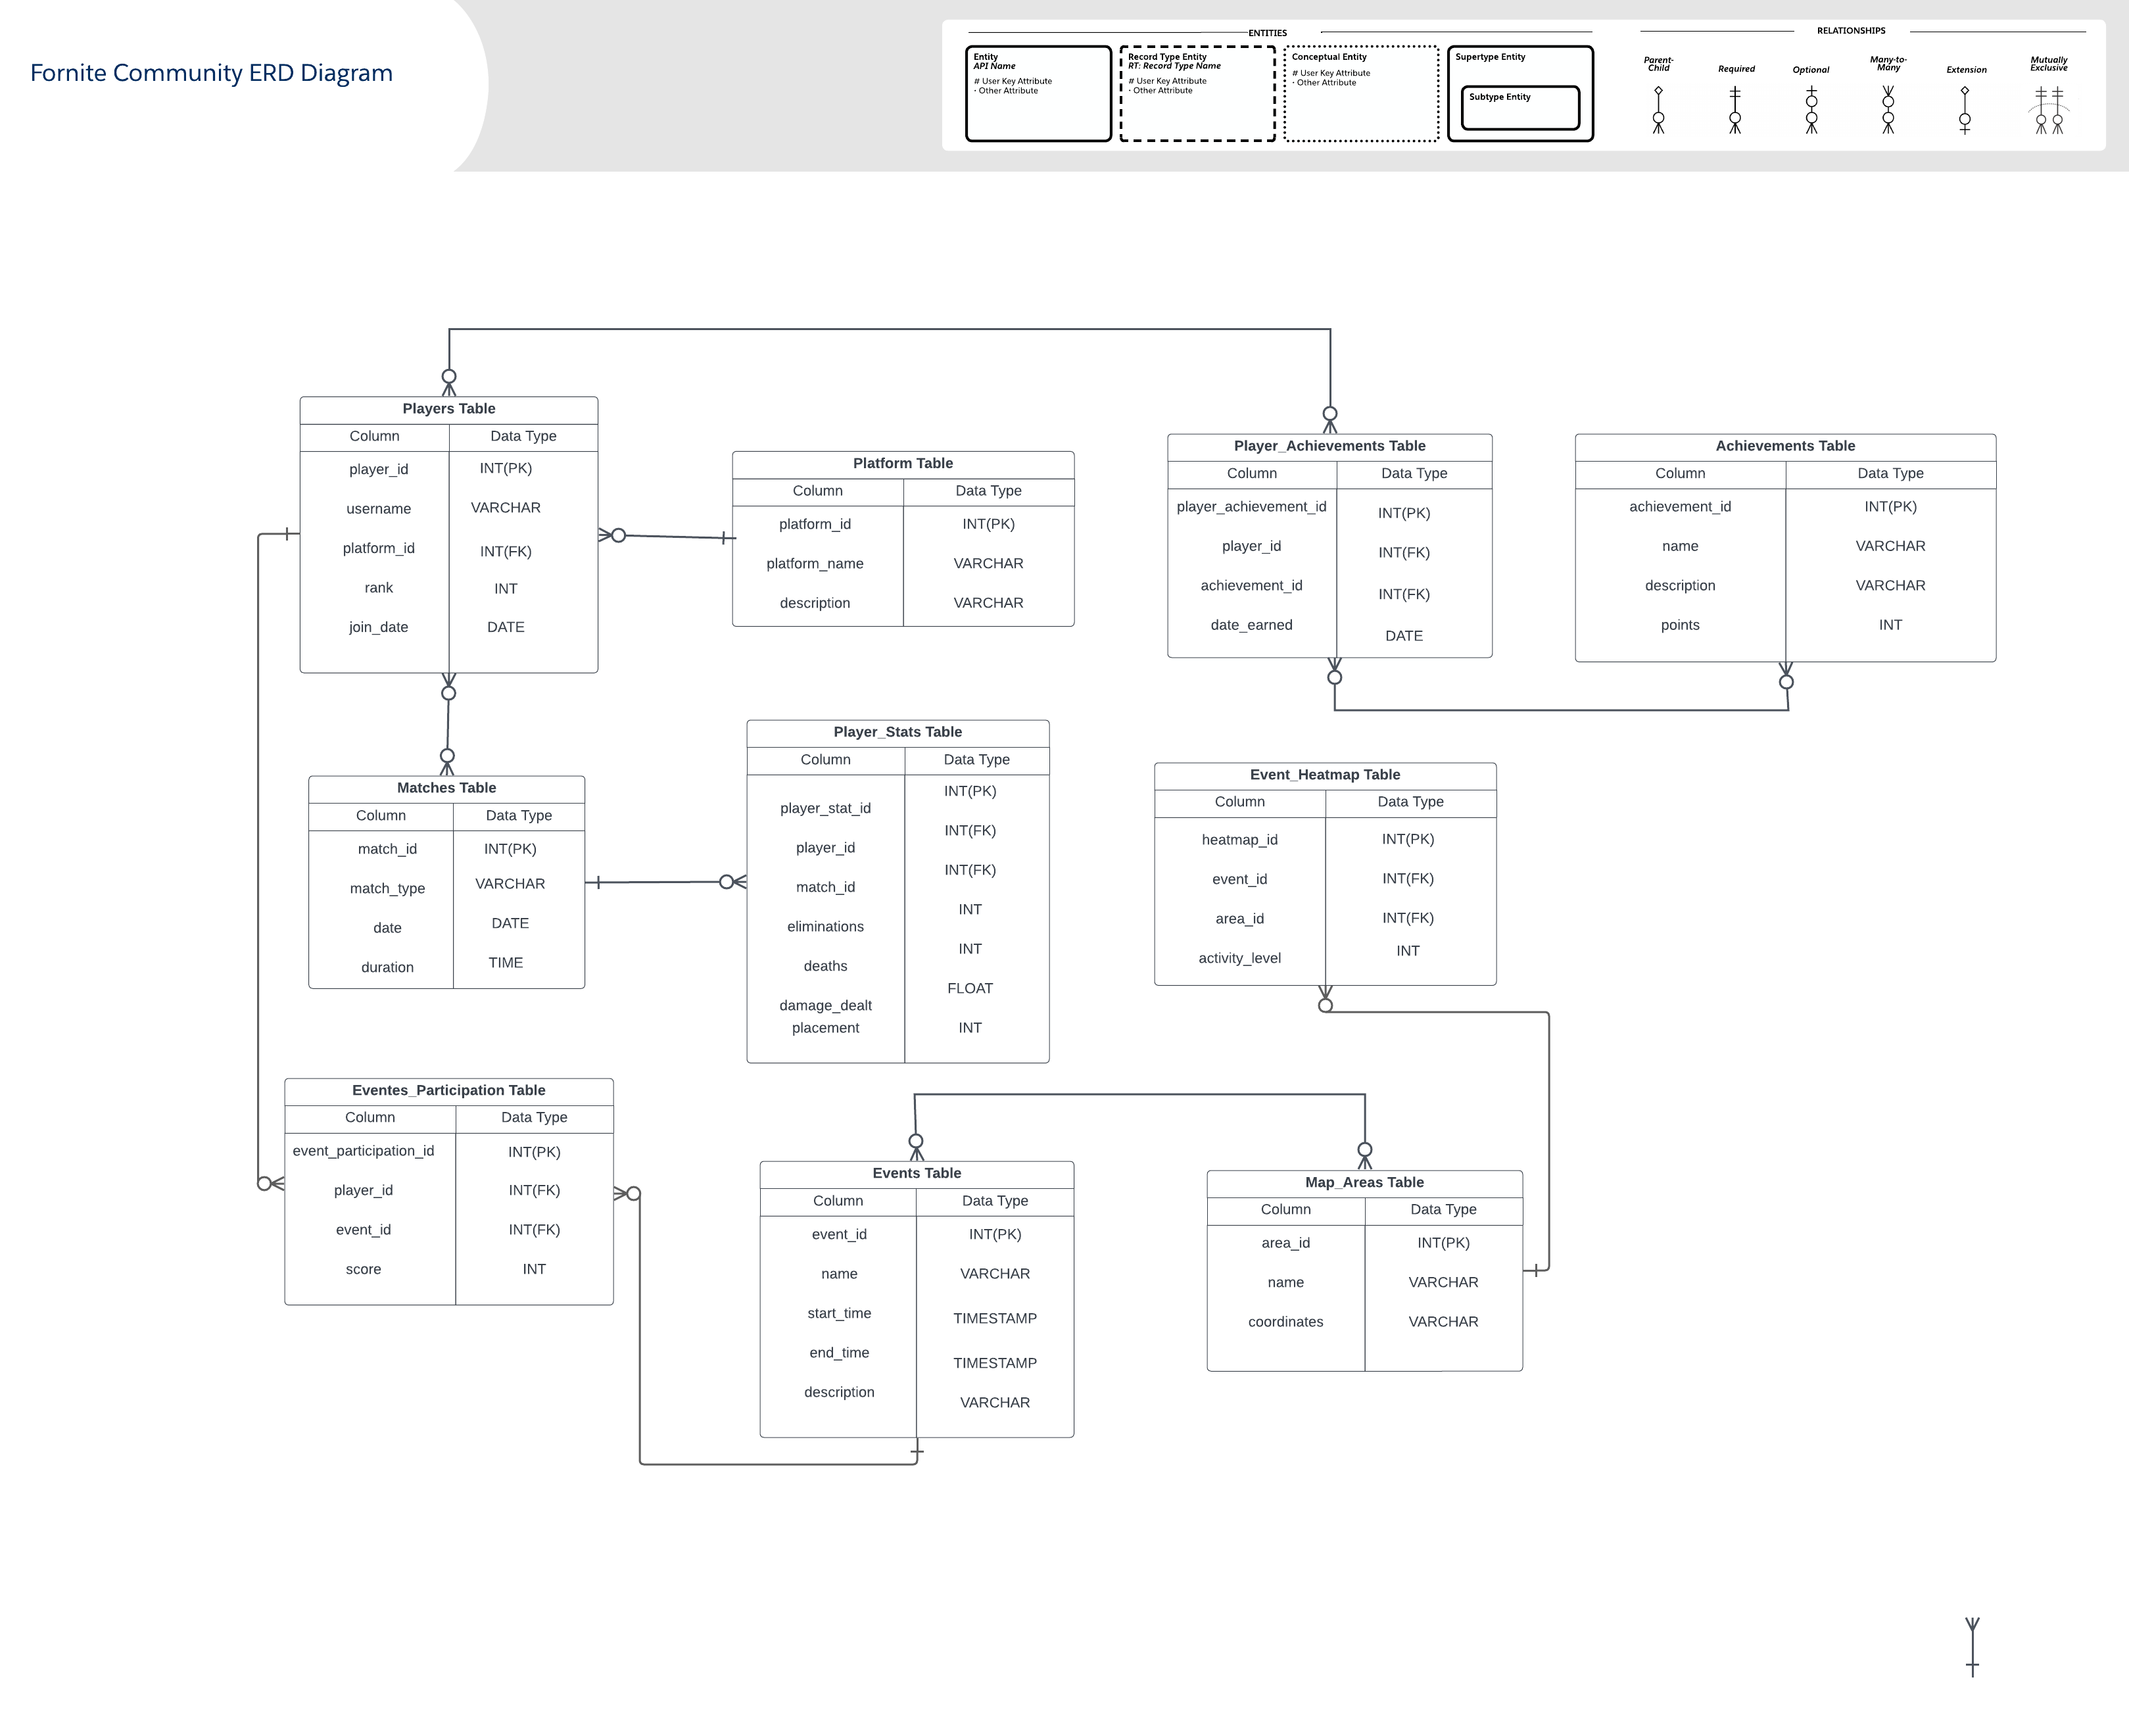 Fornite Community ERD Diagram
ENTITIES
Entity
API Name
# User Key Attribute
· Other Attribute
Record Type Entity
RT: Record Type Name
# User Key Attribute
· Other Attribute
Conceptual Entity
# User Key Attribute
· Other Attribute
Supertype Entity
Subtype Entity
RELATIONSHIPS
Parent-
Child
Required
Optional
Many-to-
Many
Extension
Mutually
Exclusive
Players Table
Column Data Type
player_id INT(PK)
username VARCHAR
platform_id INT(FK)
rank INT
join_date DATE
Platform Table
Column Data Type
platform_id INT(PK)
platform_name VARCHAR
description VARCHAR
Player_Achievements Table
Column Data Type
player_achievement_id INT(PK)
player_id INT(FK)
achievement_id INT(FK)
date_earned DATE
Achievements Table
Column Data Type
achievement_id INT(PK)
name VARCHAR
description VARCHAR
points INT
Matches Table
Column Data Type
match_id INT(PK)
match_type VARCHAR
date DATE
duration TIME
Player_Stats Table
Column Data Type
player_stat_id INT(PK)
player_id INT(FK)
match_id INT(FK)
eliminations INT
deaths INT
damage_dealt FLOAT
placement INT
Event_Heatmap Table
Column Data Type
heatmap_id INT(PK)
event_id INT(FK)
area_id INT(FK)
activity_level INT
Eventes_Participation Table
Column Data Type
event_participation_id INT(PK)
player_id INT(FK)
event_id INT(FK)
score INT
Events Table
Column Data Type
event_id INT(PK)
name VARCHAR
start_time TIMESTAMP
end_time TIMESTAMP
description VARCHAR
Map_Areas Table
Column Data Type
area_id INT(PK)
name VARCHAR
coordinates VARCHAR